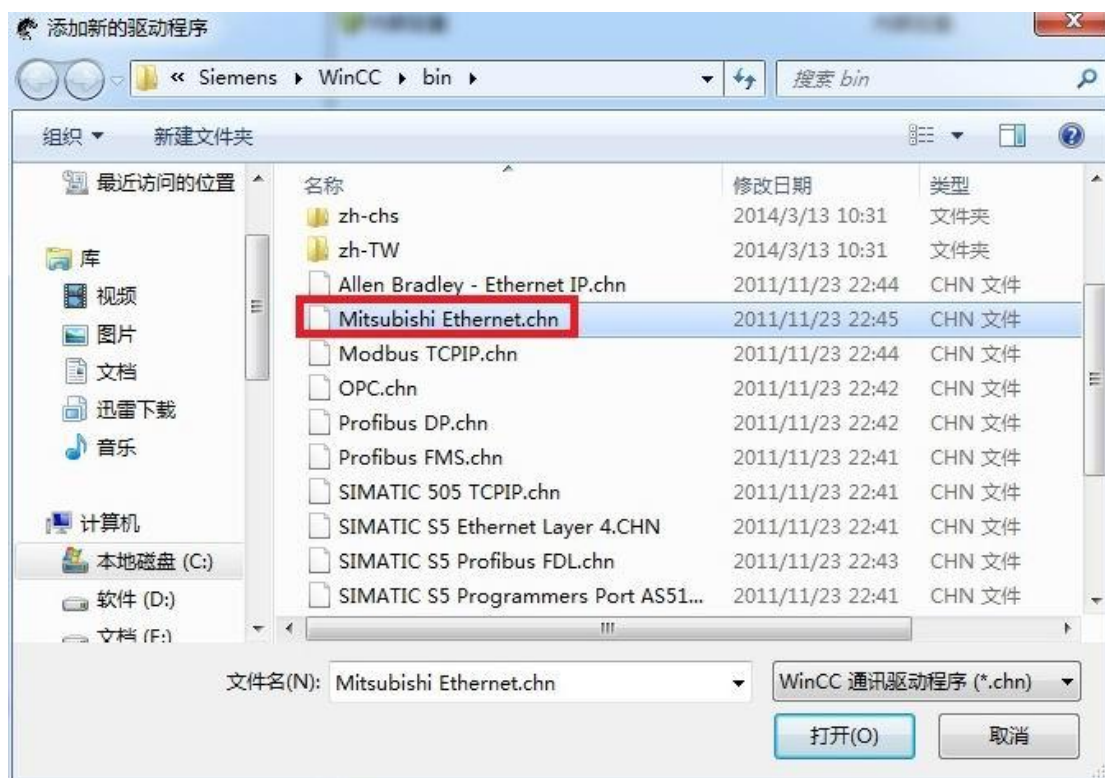 添加新的驱动程序
« Siemens ▸ WinCC ▸ bin ▸
搜索 bin
组织
新建文件夹
最近访问的位置
库
视频
图片
文档
迅雷下载
音乐
计算机
本地磁盘 (C:)
软件 (D:)
文档 (E:)
名称 修改日期 类型
zh-chs 2014/3/13 10:31 文件夹
zh-TW 2014/3/13 10:31 文件夹
Allen Bradley - Ethernet IP.chn 2011/11/23 22:44 CHN 文件
Mitsubishi Ethernet.chn 2011/11/23 22:45 CHN 文件
Modbus TCPIP.chn 2011/11/23 22:44 CHN 文件
OPC.chn 2011/11/23 22:42 CHN 文件
Profibus DP.chn 2011/11/23 22:42 CHN 文件
Profibus FMS.chn 2011/11/23 22:41 CHN 文件
SIMATIC 505 TCPIP.chn 2011/11/23 22:41 CHN 文件
SIMATIC S5 Ethernet Layer 4.CHN 2011/11/23 22:41 CHN 文件
SIMATIC S5 Profibus FDL.chn 2011/11/23 22:43 CHN 文件
SIMATIC S5 Programmers Port AS51... 2011/11/23 22:41 CHN 文件
文件名(N): Mitsubishi Ethernet.chn
WinCC 通讯驱动程序 (*.chn)
打开(O)
取消